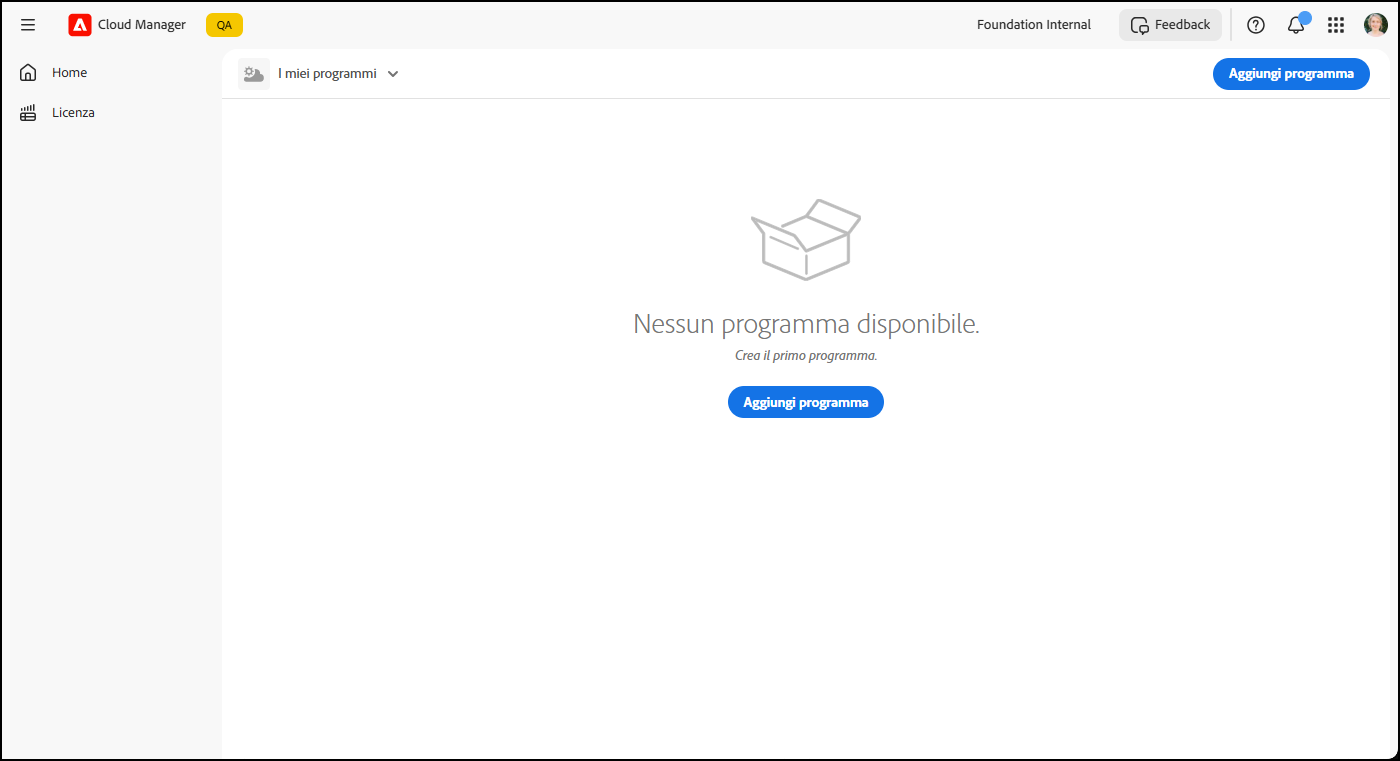 Cloud Manager QA Foundation Internal Feedback
Home
Licenza
I miei programmi Aggiungi programma
Nessun programma disponibile.
Crea il primo programma.
Aggiungi programma